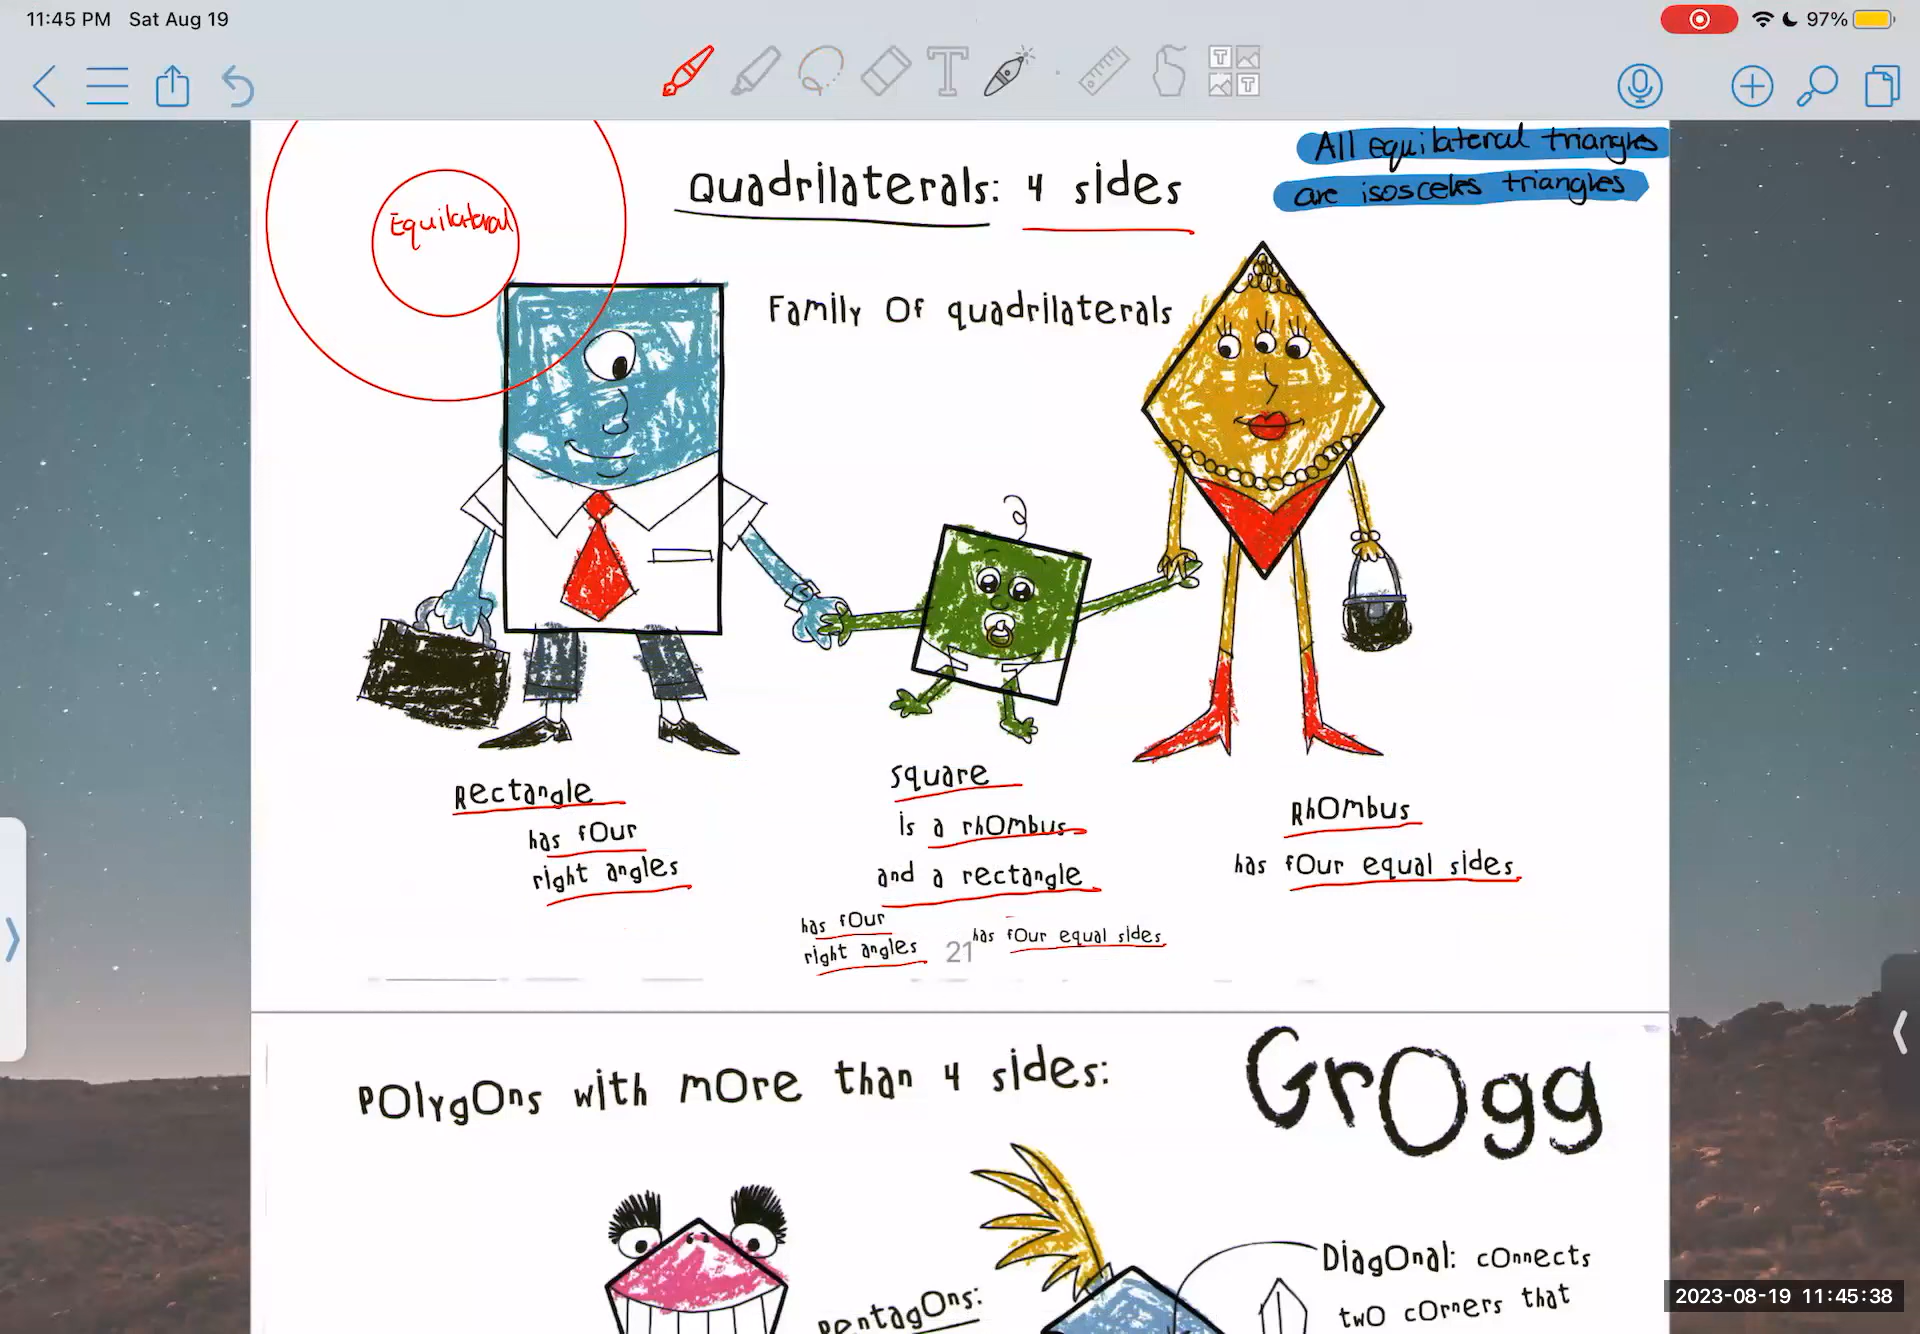 11:45 PM Sat Aug 19
97%
All equilateral triangles
are isosceles triangles
Quadrilaterals: 4 sides
Equilateral
Family Of quadrilaterals
Rectangle
has fOur
right angles
square
is a rhOmbus
and a rectangle
has fOur
right angles
has fOur equal sides
21
RhOmbus
has fOur equal sides
POlygOns with mOre than 4 sides:
GrOgg
PentagOns:
DiagOnal: cOnnects
twO cOrners that
2023-08-19 11:45:38